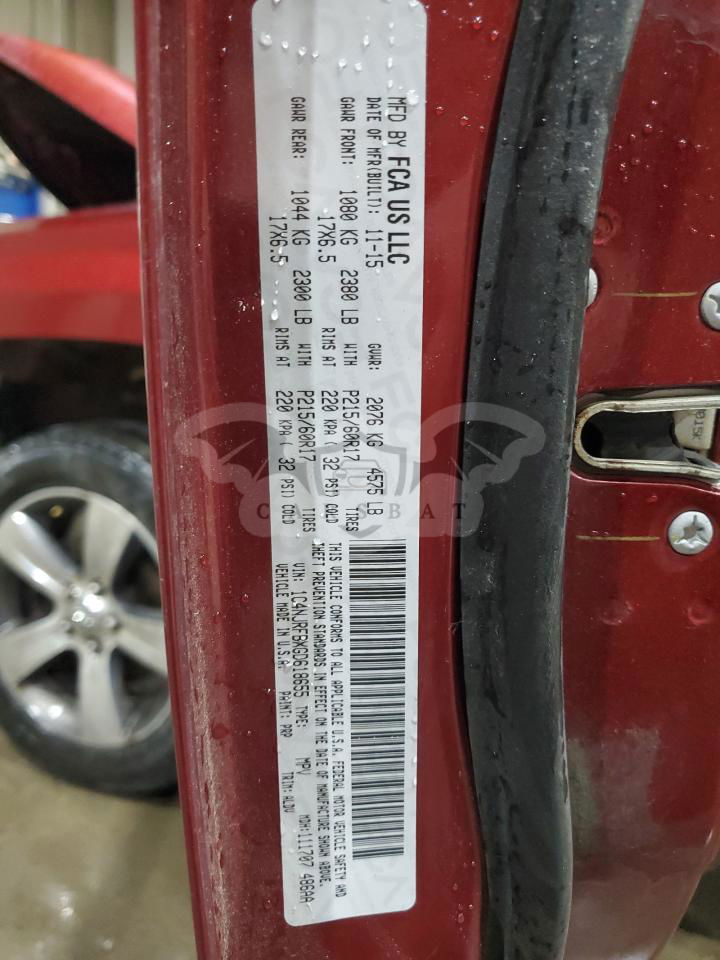 MFD BY FCA US LLC
DATE OF MFR(BUILT): 11-15 GVWR: 2076 KG 4575 LB
GAWR FRONT: 1080 KG 2380 LB WITH P215/60R17 TIRES
17X6.5 RIMS AT 220 KPA ( 32 PSI) COLD
GAWR REAR: 1044 KG 2300 LB WITH P215/60R17 TIRES
17X6.5 RIMS AT 220 KPA ( 32 PSI) COLD
THIS VEHICLE CONFORMS TO ALL APPLICABLE U.S.A. FEDERAL MOTOR VEHICLE SAFETY AND
THEFT PREVENTION STANDARDS IN EFFECT ON THE DATE OF MANUFACTURE SHOWN ABOVE.
VIN: 1C4NJRFBXGD618655 TYPE: MPV MDH:111707 486AA
VEHICLE MADE IN U.S.A. PAINT: PRP TRIM:ALDV